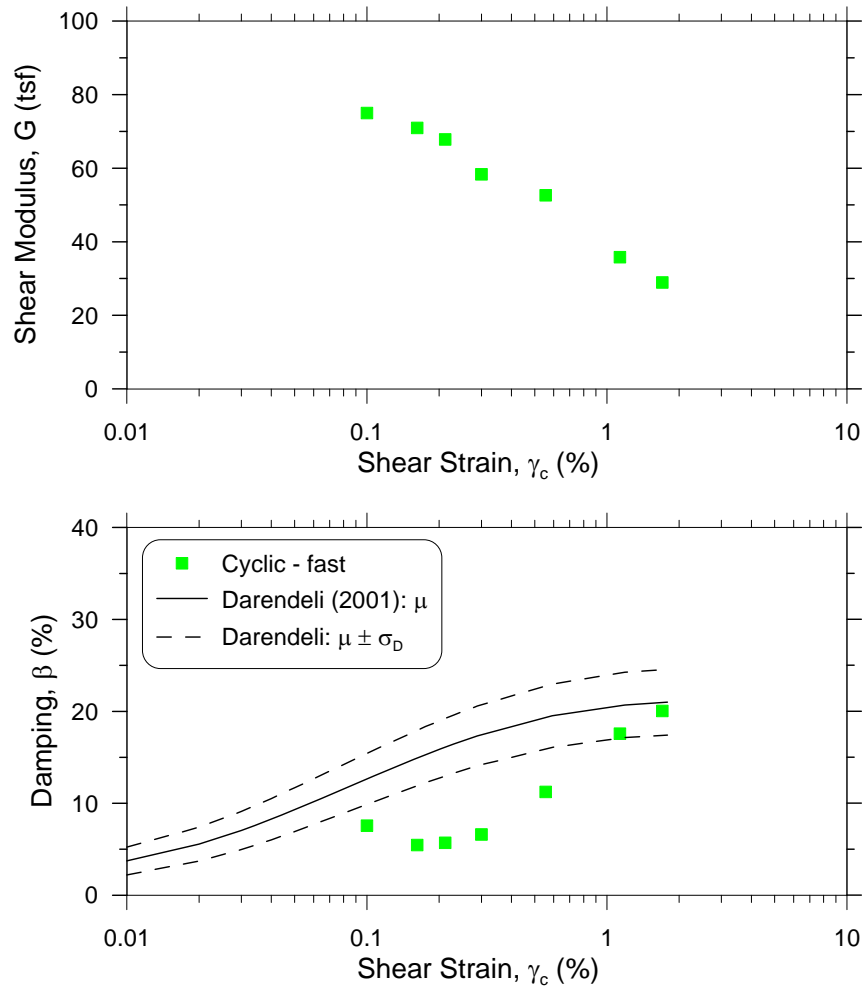 100
80
60
40
20
0
Shear Modulus, G (tsf)
0.01 0.1 1 10
Shear Strain, γc (%)
40
30
20
10
0
Damping, β (%)
Cyclic - fast
Darendeli (2001): μ
Darendeli: μ ± σD
0.01 0.1 1 10
Shear Strain, γc (%)